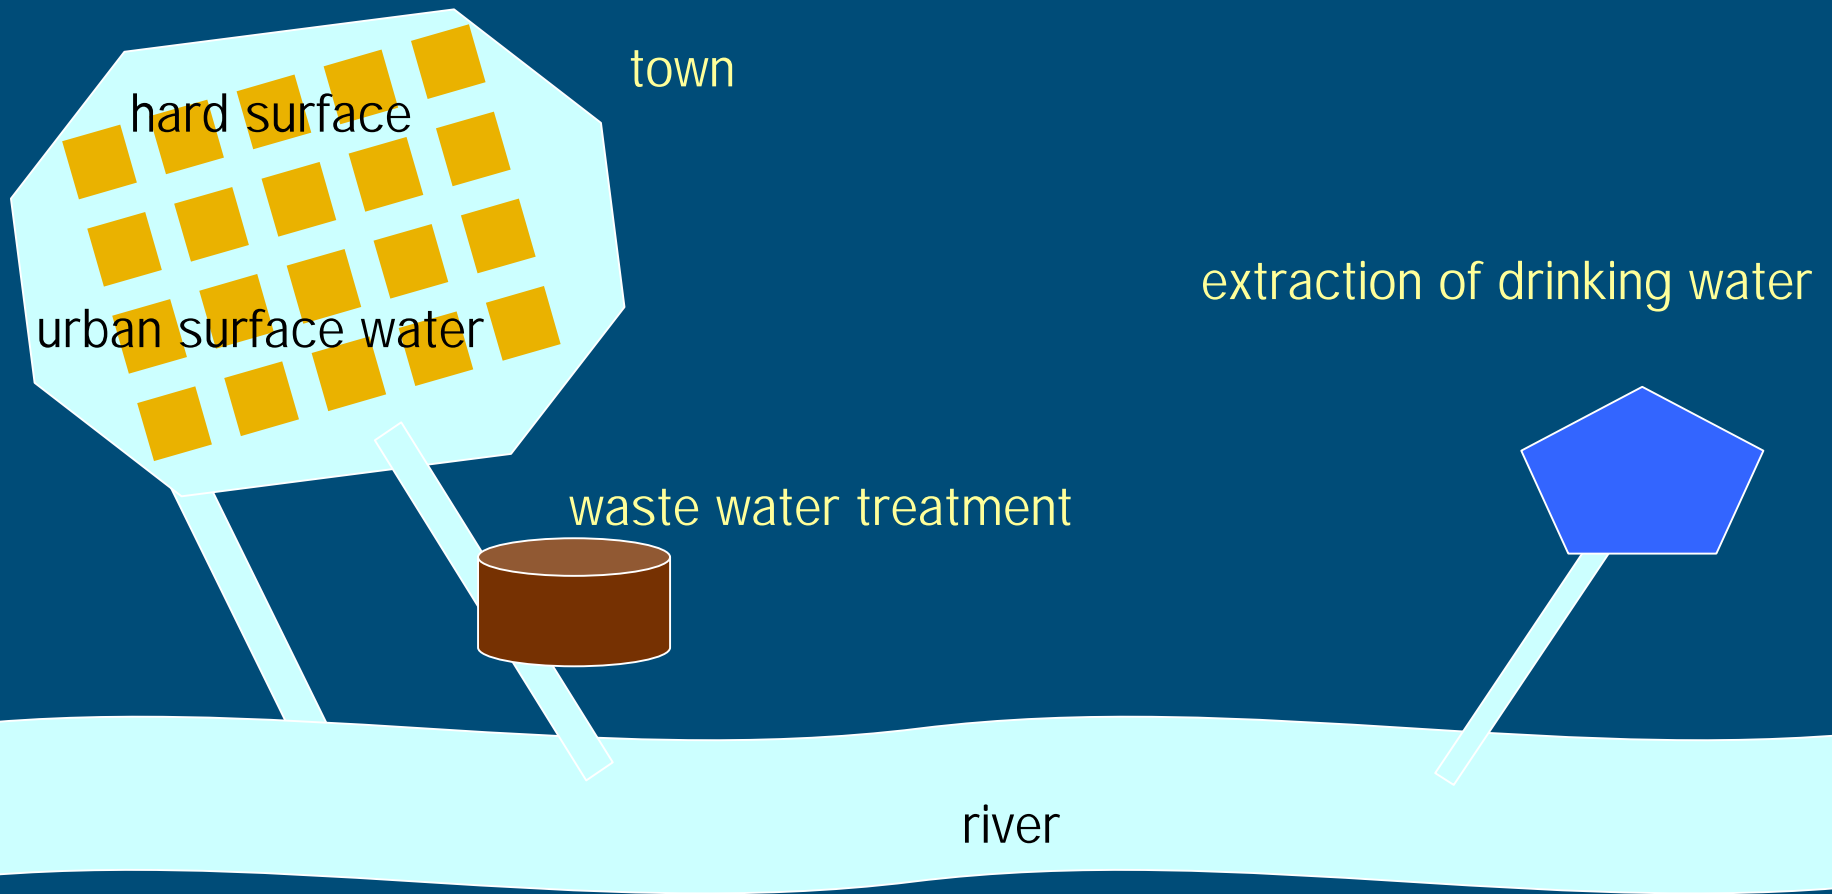 town
hard surface
extraction of drinking water
urban surface water
waste water treatment
river